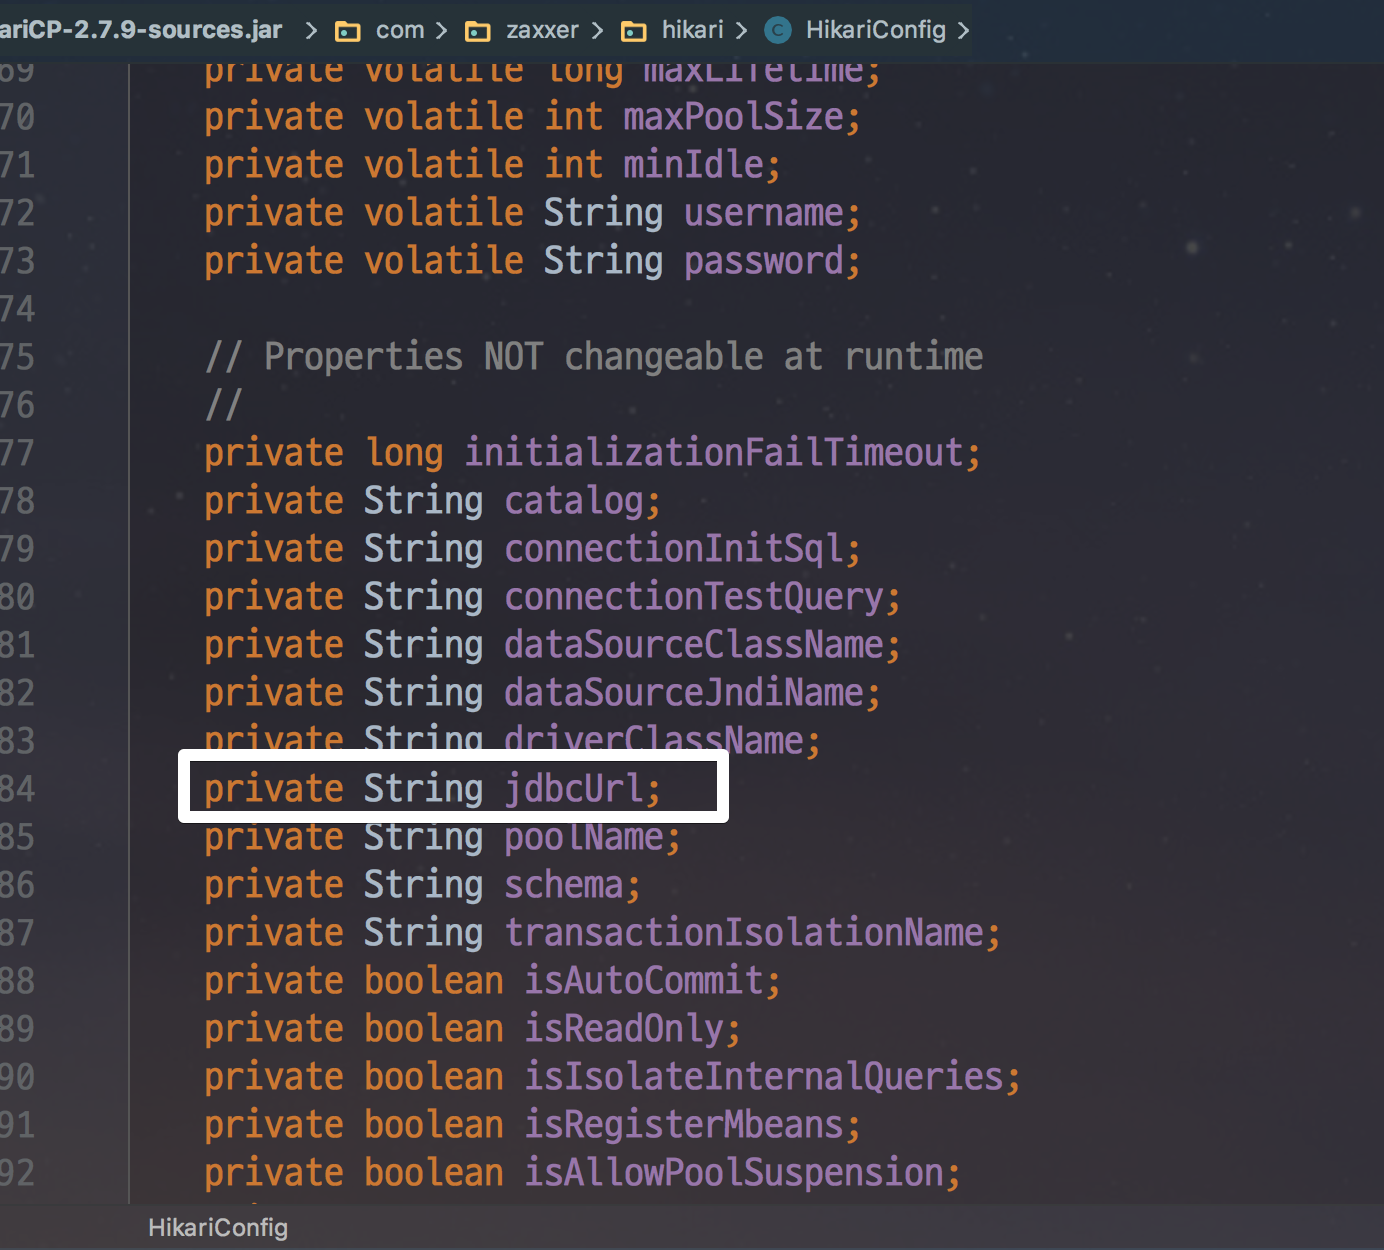 ariCP-2.7.9-sources.jar > com > zaxxer > hikari > C HikariConfig >
69 private volatile long maxLifetime;
70 private volatile int maxPoolSize;
71 private volatile int minIdle;
72 private volatile String username;
73 private volatile String password;
74
75 // Properties NOT changeable at runtime
76 //
77 private long initializationFailTimeout;
78 private String catalog;
79 private String connectionInitSql;
80 private String connectionTestQuery;
81 private String dataSourceClassName;
82 private String dataSourceJndiName;
83 private String driverClassName;
84 private String jdbcUrl;
85 private String poolName;
86 private String schema;
87 private String transactionIsolationName;
88 private boolean isAutoCommit;
89 private boolean isReadOnly;
90 private boolean isIsolateInternalQueries;
91 private boolean isRegisterMbeans;
92 private boolean isAllowPoolSuspension;
HikariConfig